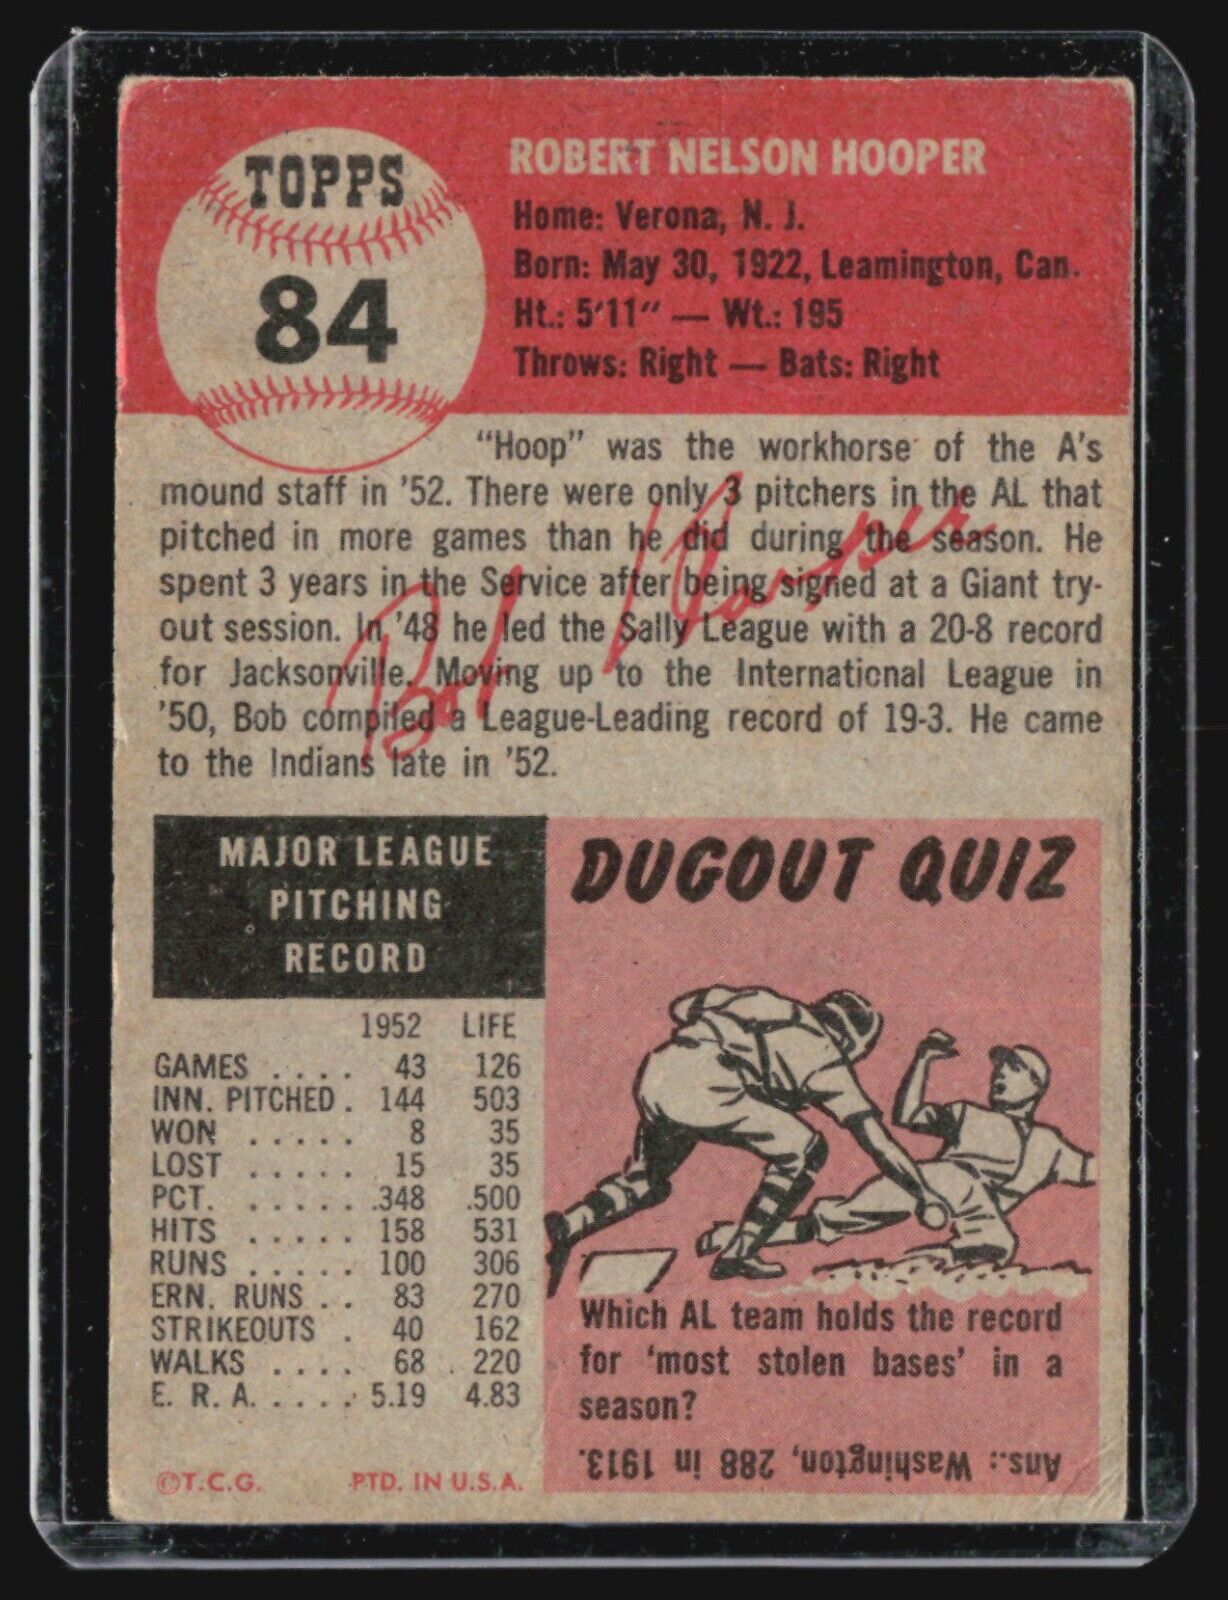 TOPPS
84
ROBERT NELSON HOOPER
Home: Verona, N. J.
Born: May 30, 1922, Leamington, Can.
Ht.: 5'11" — Wt.: 195
Throws: Right — Bats: Right
"Hoop" was the workhorse of the A's
mound staff in '52. There were only 3 pitchers in the AL that
pitched in more games than he did during the season. He
spent 3 years in the Service after being signed at a Giant try-
out session. In '48 he led the Sally League with a 20-8 record
for Jacksonville. Moving up to the International League in
'50, Bob compiled a League-Leading record of 19-3. He came
to the Indians late in '52.
Bob Hooper
MAJOR LEAGUE
PITCHING
RECORD
1952 LIFE
GAMES . . . . 43 126
INN. PITCHED . 144 503
WON . . . . . 8 35
LOST . . . . . 15 35
PCT. . . . . . .348 .500
HITS . . . . . 158 531
RUNS . . . . . 100 306
ERN. RUNS . . 83 270
STRIKEOUTS . 40 162
WALKS . . . . 68 220
E. R. A. . . . . 5.19 4.83
©T.C.G. PTD. IN U.S.A.
DUGOUT QUIZ
Which AL team holds the record
for 'most stolen bases' in a
season?
Ans.: Washington, 288 in 1913.